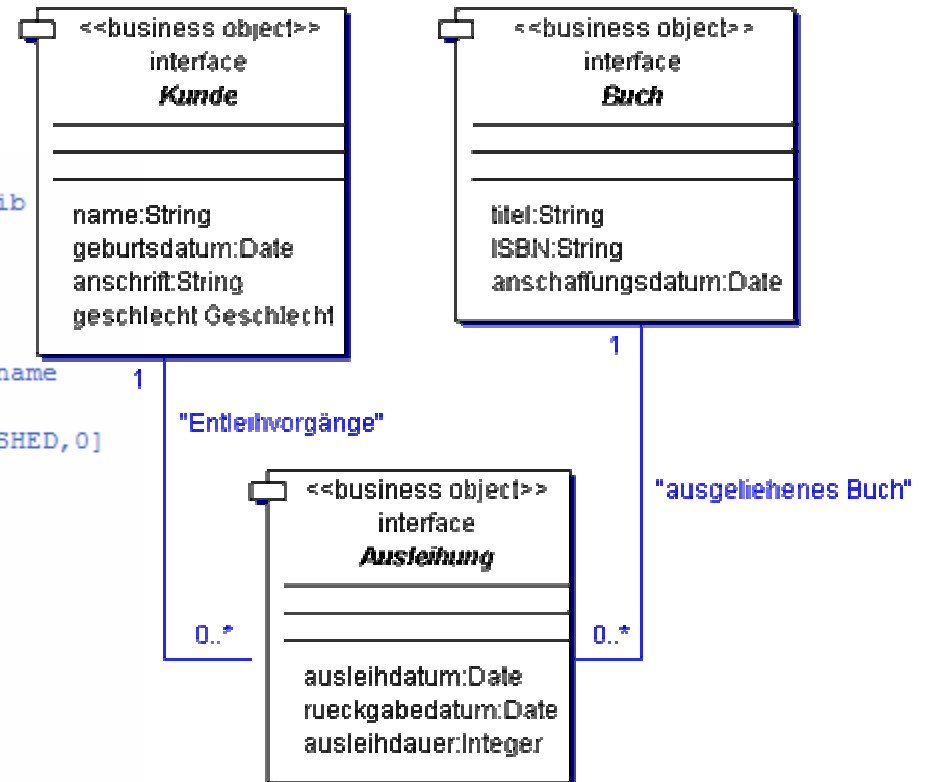 <<business object>>
interface
Kunde
name:String
geburtsdatum:Date
anschrift:String
geschlecht Geschlecht
<<business object>>
interface
Buch
titel:String
ISBN:String
anschaffungsdatum:Date
ib
name
SHED,0]
1
"Entleihvorgänge"
0..*
1
"ausgeliehenes Buch"
0..*
<<business object>>
interface
Ausleihung
ausleihdatum:Date
rueckgabedatum:Date
ausleihdauer:Integer